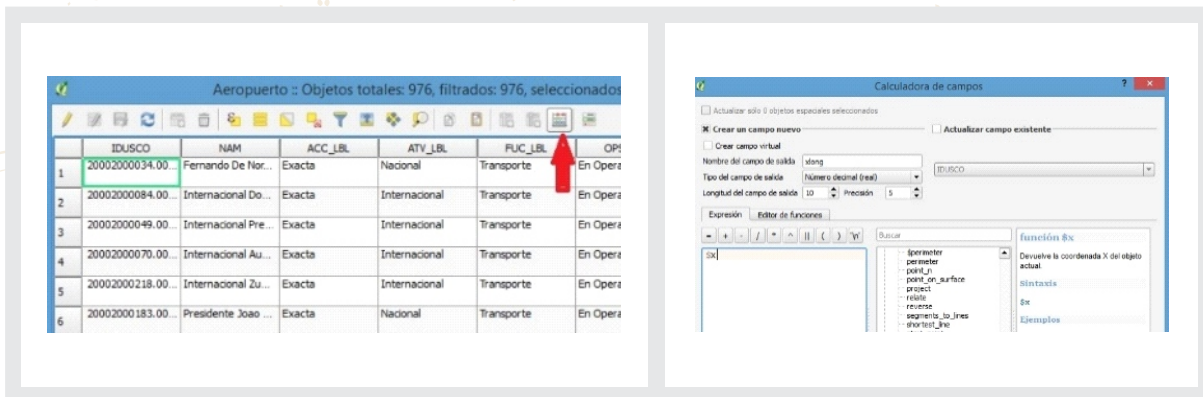 Aeropuerto :: Objetos totales: 976, filtrados: 976, seleccionados
IDUSCO NAM ACC_LBL ATV_LBL FUC_LBL OPS
1 20002000034.00... Fernando De Nor... Exacta Nacional Transporte En Opera
2 20002000084.00... Internacional Do... Exacta Internacional Transporte En Opera
3 20002000049.00... Internacional Pre... Exacta Internacional Transporte En Opera
4 20002000070.00... Internacional Au... Exacta Internacional Transporte En Opera
5 20002000218.00... Internacional Zu... Exacta Internacional Transporte En Opera
6 20002000183.00... Presidente Joao ... Exacta Nacional Transporte En Opera
Calculadora de campos
Actualizar sólo 0 objetos espaciales seleccionados
Crear un campo nuevo
Actualizar campo existente
Crear campo virtual
Nombre del campo de salida xlong
IDUSCO
Tipo del campo de salida Número decimal (real)
Longitud del campo de salida 10 Precisión 5
Expresión Editor de funciones
= + - / * ^ || ( ) '\n'
Buscar
$x
$perimeter
perimeter
point_n
point_on_surface
project
relate
reverse
segments_to_lines
shortest_line
función $x
Devuelve la coordenada X del objeto
actual.
Sintaxis
$x
Ejemplos